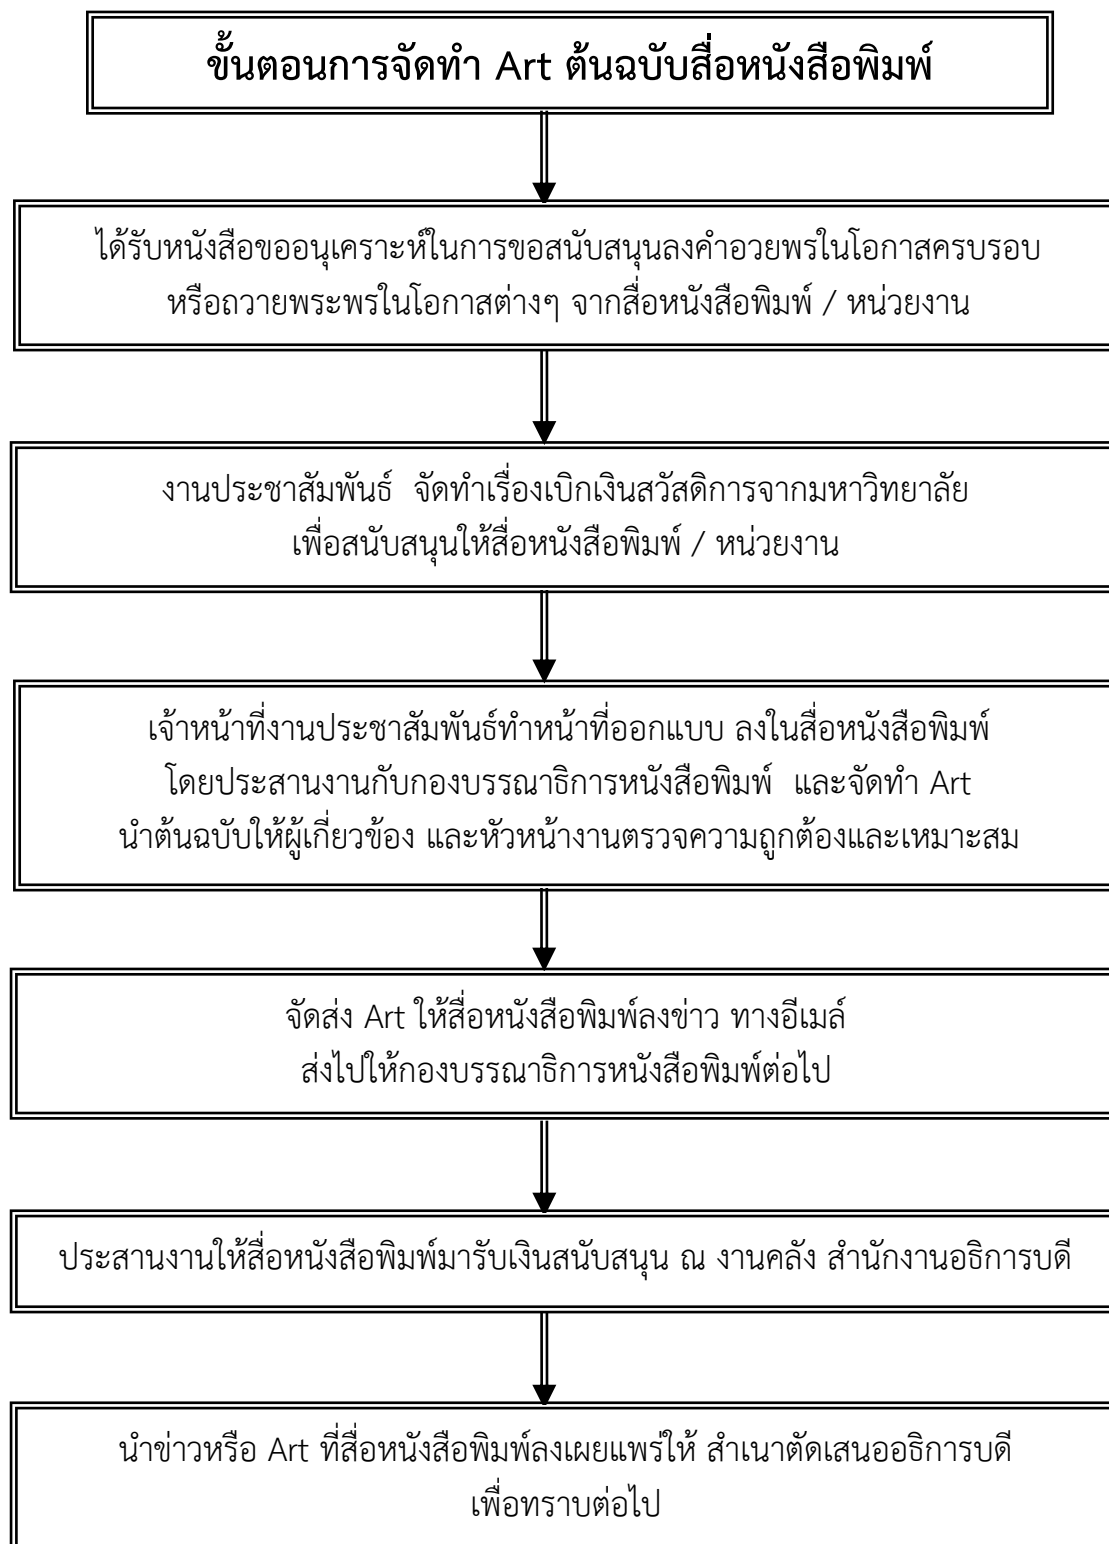 ขั้นตอนการจัดทำ Art ต้นฉบับสื่อหนังสือพิมพ์
ได้รับหนังสือขออนุเคราะห์ในการขอสนับสนุนลงคำอวยพรในโอกาสครบรอบ
หรือถวายพระพรในโอกาสต่างๆ จากสื่อหนังสือพิมพ์ / หน่วยงาน
งานประชาสัมพันธ์ จัดทำเรื่องเบิกเงินสวัสดิการจากมหาวิทยาลัย
เพื่อสนับสนุนให้สื่อหนังสือพิมพ์ / หน่วยงาน
เจ้าหน้าที่งานประชาสัมพันธ์ทำหน้าที่ออกแบบ ลงในสื่อหนังสือพิมพ์
โดยประสานงานกับกองบรรณาธิการหนังสือพิมพ์ และจัดทำ Art
นำต้นฉบับให้ผู้เกี่ยวข้อง และหัวหน้างานตรวจความถูกต้องและเหมาะสม
จัดส่ง Art ให้สื่อหนังสือพิมพ์ลงข่าว ทางอีเมล์
ส่งไปให้กองบรรณาธิการหนังสือพิมพ์ต่อไป
ประสานงานให้สื่อหนังสือพิมพ์มารับเงินสนับสนุน ณ งานคลัง สำนักงานอธิการบดี
นำข่าวหรือ Art ที่สื่อหนังสือพิมพ์ลงเผยแพร่ให้ สำเนาตัดเสนออธิการบดี
เพื่อทราบต่อไป